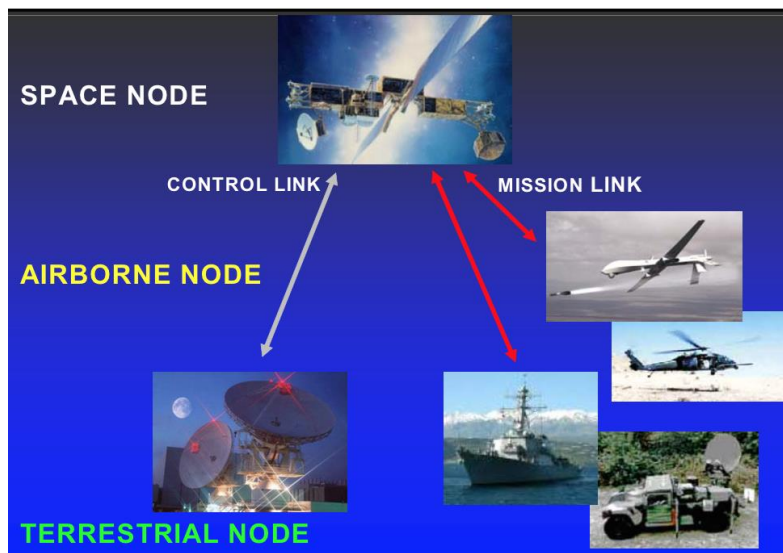 SPACE NODE
CONTROL LINK
MISSION LINK
AIRBORNE NODE
TERRESTRIAL NODE